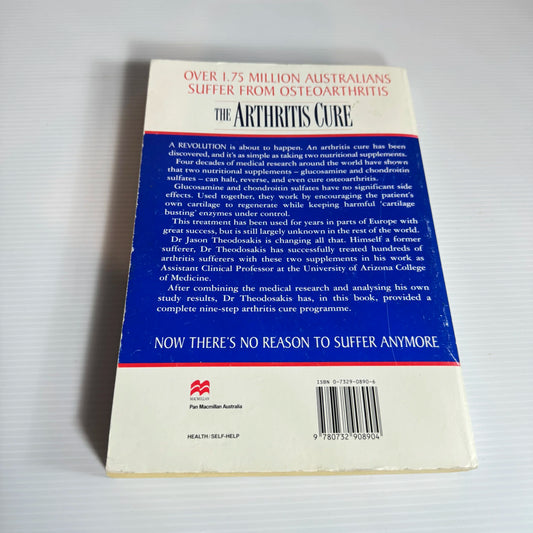 OVER 1.75 MILLION AUSTRALIANS
SUFFER FROM OSTEOARTHRITIS
THE ARTHRITIS CURE
A REVOLUTION is about to happen. An arthritis cure has been
discovered, and it's as simple as taking two nutritional supplements.
Four decades of medical research around the world have shown
that two nutritional supplements – glucosamine and chondroitin
sulfates – can halt, reverse, and even cure osteoarthritis.
Glucosamine and chondroitin sulfates have no significant side
effects. Used together, they work by encouraging the patient's
own cartilage to regenerate while keeping harmful 'cartilage
busting' enzymes under control.
This treatment has been used for years in parts of Europe with
great success, but is still largely unknown in the rest of the world.
Dr Jason Theodosakis is changing all that. Himself a former
sufferer, Dr Theodosakis has successfully treated hundreds of
arthritis sufferers with these two supplements in his work as
Assistant Clinical Professor at the University of Arizona College
of Medicine.
After combining the medical research and analysing his own
study results, Dr Theodosakis has, in this book, provided a
complete nine-step arthritis cure programme.
NOW THERE'S NO REASON TO SUFFER ANYMORE
MACMILLAN
Pan Macmillan Australia
HEALTH/SELF-HELP
ISBN 0-7329-0890-6
9 780732 908904